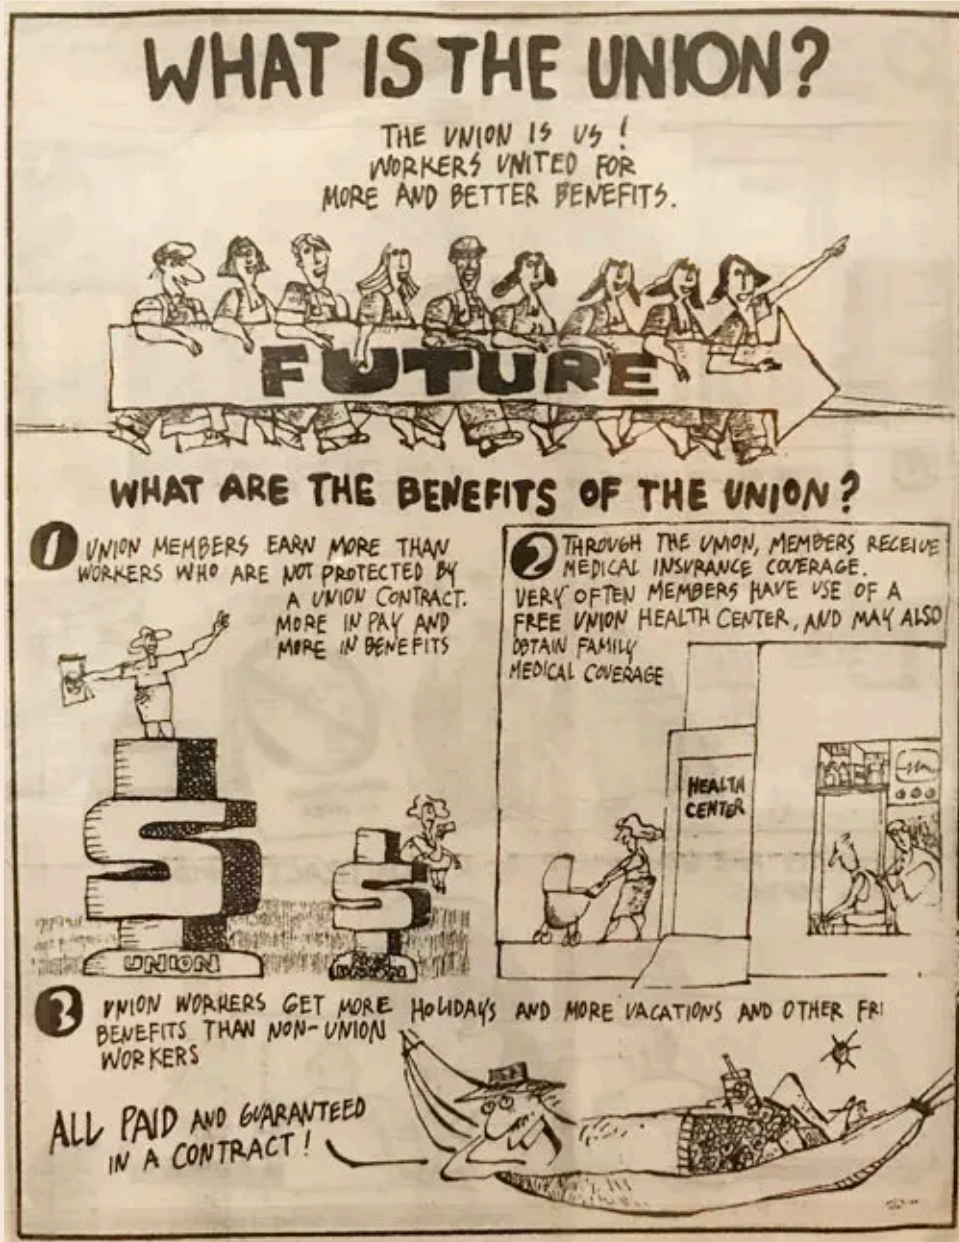 WHAT IS THE UNION?
THE UNION IS US!
WORKERS UNITED FOR
MORE AND BETTER BENEFITS.
FUTURE
WHAT ARE THE BENEFITS OF THE UNION?
1 UNION MEMBERS EARN MORE THAN
WORKERS WHO ARE NOT PROTECTED BY
A UNION CONTRACT.
MORE IN PAY AND
MORE IN BENEFITS
UNION
NON
UNION
2 THROUGH THE UNION, MEMBERS RECEIVE
MEDICAL INSURANCE COVERAGE.
VERY OFTEN MEMBERS HAVE USE OF A
FREE UNION HEALTH CENTER, AND MAY ALSO
OBTAIN FAMILY
MEDICAL COVERAGE
HEALTH
CENTER
3 UNION WORKERS GET MORE HOLIDAYS AND MORE VACATIONS AND OTHER FRI
BENEFITS THAN NON-UNION
WORKERS
ALL PAID AND GUARANTEED
IN A CONTRACT!